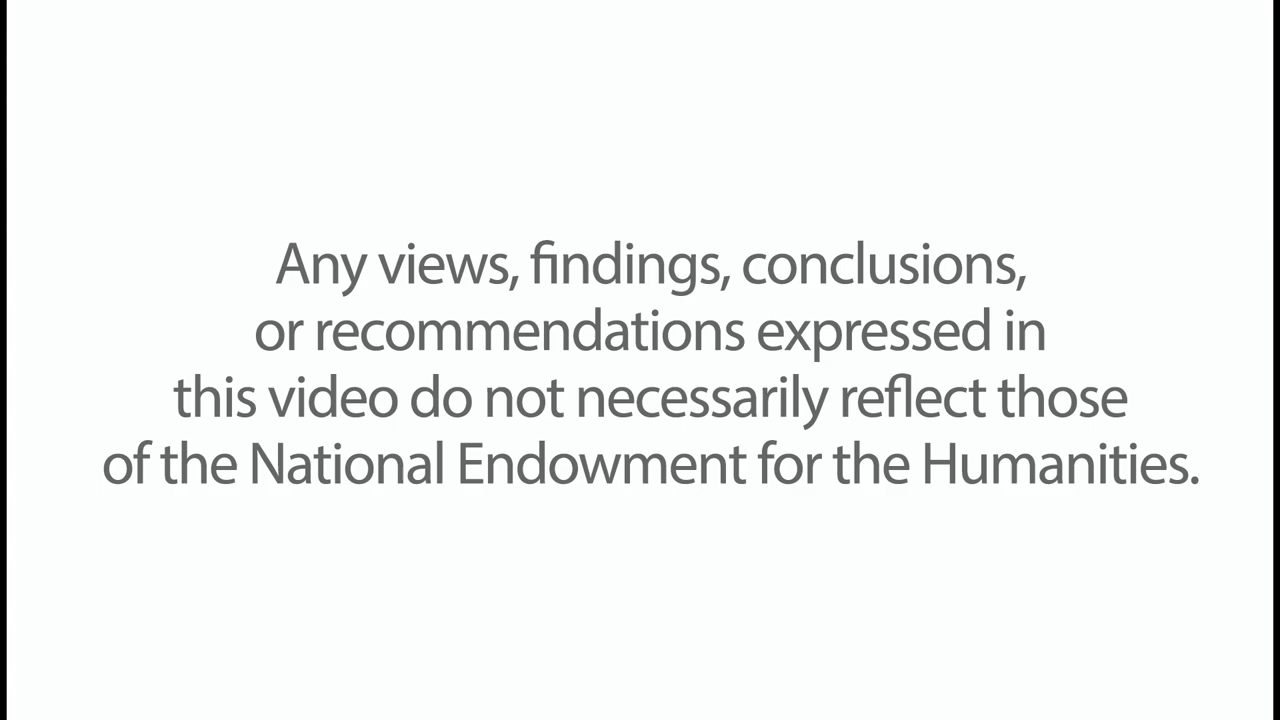 Any views, findings, conclusions,
or recommendations expressed in
this video do not necessarily reflect those
of the National Endowment for the Humanities.